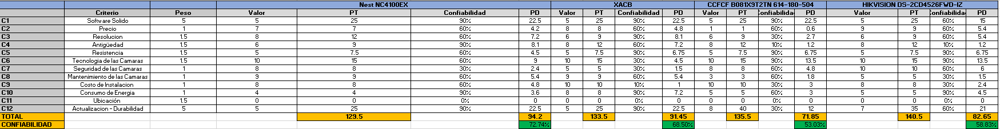 Nest NC4100EX XACB CCFCF B081X9T2TN 614-180-504 HIKVISION DS-2CD4526FWD-IZ
Criterio Peso Valor PT Confiabilidad PD Valor PT Confiabilidad PD Valor PT Confiabilidad PD Valor PT Confiabilidad PD
C1 Software Solido 5 5 25 90% 22.5 5 25 90% 22.5 5 25 90% 22.5 5 25 60% 15
C2 Precio 1 7 7 60% 4.2 8 8 60% 4.8 1 1 60% 0.6 9 9 60% 5.4
C3 Resolucion 1.5 8 12 60% 7.2 6 9 90% 8.1 6 9 30% 2.7 6 9 60% 5.4
C4 Antigüedad 1.5 6 9 90% 8.1 8 12 60% 7.2 8 12 10% 1.2 8 12 10% 1.2
C5 Resistencia 1.5 5 7.5 60% 4.5 5 7.5 90% 6.75 5 7.5 90% 6.75 5 7.5 90% 6.75
C6 Tecnologia de las Camaras 1.5 10 15 60% 9 10 15 30% 4.5 10 15 90% 13.5 10 15 90% 13.5
C7 Seguridad de las Camaras 1 8 8 30% 2.4 5 5 30% 1.5 8 8 60% 4.8 10 10 60% 6
C8 Mantenimiento de las Camaras 1 9 9 60% 5.4 9 9 60% 5.4 3 3 60% 1.8 5 5 30% 1.5
C9 Costo de Instalacion 1 8 8 60% 4.8 10 10 10% 1 10 10 30% 3 8 8 30% 2.4
C10 Consumo de Energia 1 4 4 90% 3.6 8 8 90% 7.2 5 5 60% 3 5 5 90% 4.5
C11 Ubicación 1.5 0 0 0% 0 0 0 0% 0 0 0 0% 0 0 0 0% 0
C12 Actualizacion - Durabilidad 5 5 25 90% 22.5 5 25 90% 22.5 8 40 30% 12 7 35 60% 21
TOTAL 129.5 94.2 133.5 91.45 135.5 71.85 140.5 82.65
CONFIABILIDAD 72.74% 68.50% 53.03% 58.83%